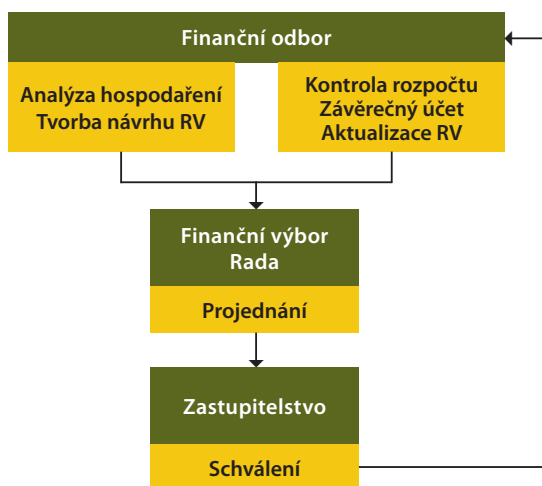 Finanční odbor
Analýza hospodaření
Tvorba návrhu RV
Kontrola rozpočtu
Závěrečný účet
Aktualizace RV
Finanční výbor
Rada
Projednání
Zastupitelstvo
Schválení